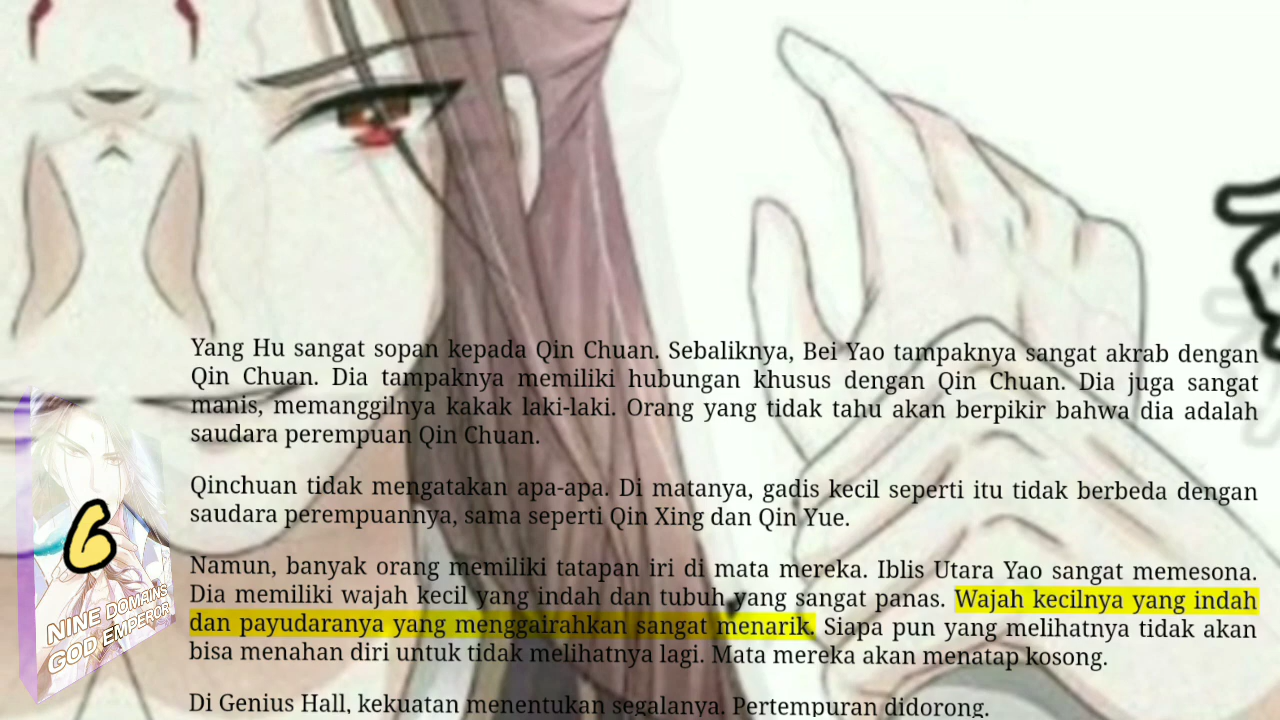 Yang Hu sangat sopan kepada Qin Chuan. Sebaliknya, Bei Yao tampaknya sangat akrab dengan
Qin Chuan. Dia tampaknya memiliki hubungan khusus dengan Qin Chuan. Dia juga sangat
manis, memanggilnya kakak laki-laki. Orang yang tidak tahu akan berpikir bahwa dia adalah
saudara perempuan Qin Chuan.
Qinchuan tidak mengatakan apa-apa. Di matanya, gadis kecil seperti itu tidak berbeda dengan
saudara perempuannya, sama seperti Qin Xing dan Qin Yue.
Namun, banyak orang memiliki tatapan iri di mata mereka. Iblis Utara Yao sangat memesona.
Dia memiliki wajah kecil yang indah dan tubuh yang sangat panas. Wajah kecilnya yang indah
dan payudaranya yang menggairahkan sangat menarik. Siapa pun yang melihatnya tidak akan
bisa menahan diri untuk tidak melihatnya lagi. Mata mereka akan menatap kosong.
Di Genius Hall, kekuatan menentukan segalanya. Pertempuran didorong.
6
NINE DOMAINS
GOD EMPEROR